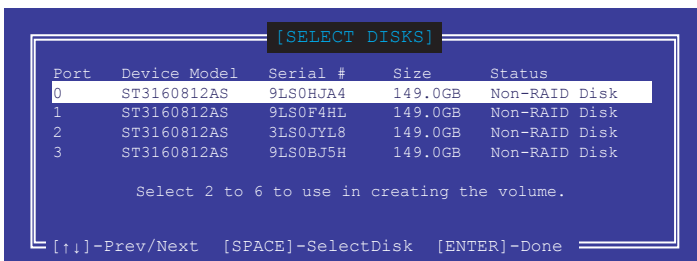 [SELECT DISKS]
Port Device Model Serial # Size Status
0 ST3160812AS 9LS0HJA4 149.0GB Non-RAID Disk
1 ST3160812AS 9LS0F4HL 149.0GB Non-RAID Disk
2 ST3160812AS 3LS0JYL8 149.0GB Non-RAID Disk
3 ST3160812AS 9LS0BJ5H 149.0GB Non-RAID Disk
Select 2 to 6 to use in creating the volume.
[↑↓]-Prev/Next [SPACE]-SelectDisk [ENTER]-Done